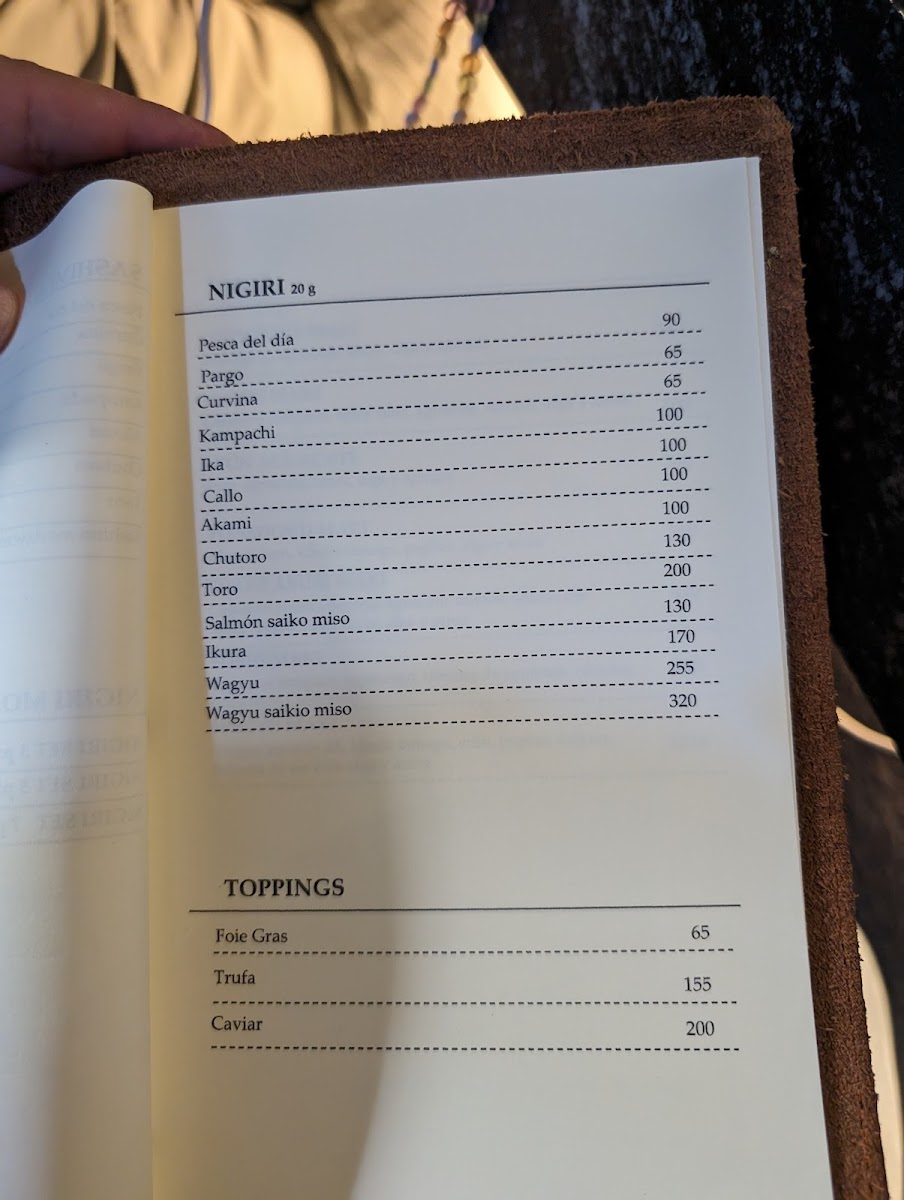 NIGIRI 20 g
Pesca del día 90
Pargo 65
Curvina 65
Kampachi 100
Ika 100
Callo 100
Akami 100
Chutoro 130
Toro 200
Salmón saiko miso 130
Ikura 170
Wagyu 255
Wagyu saikio miso 320
TOPPINGS
Foie Gras 65
Trufa 155
Caviar 200